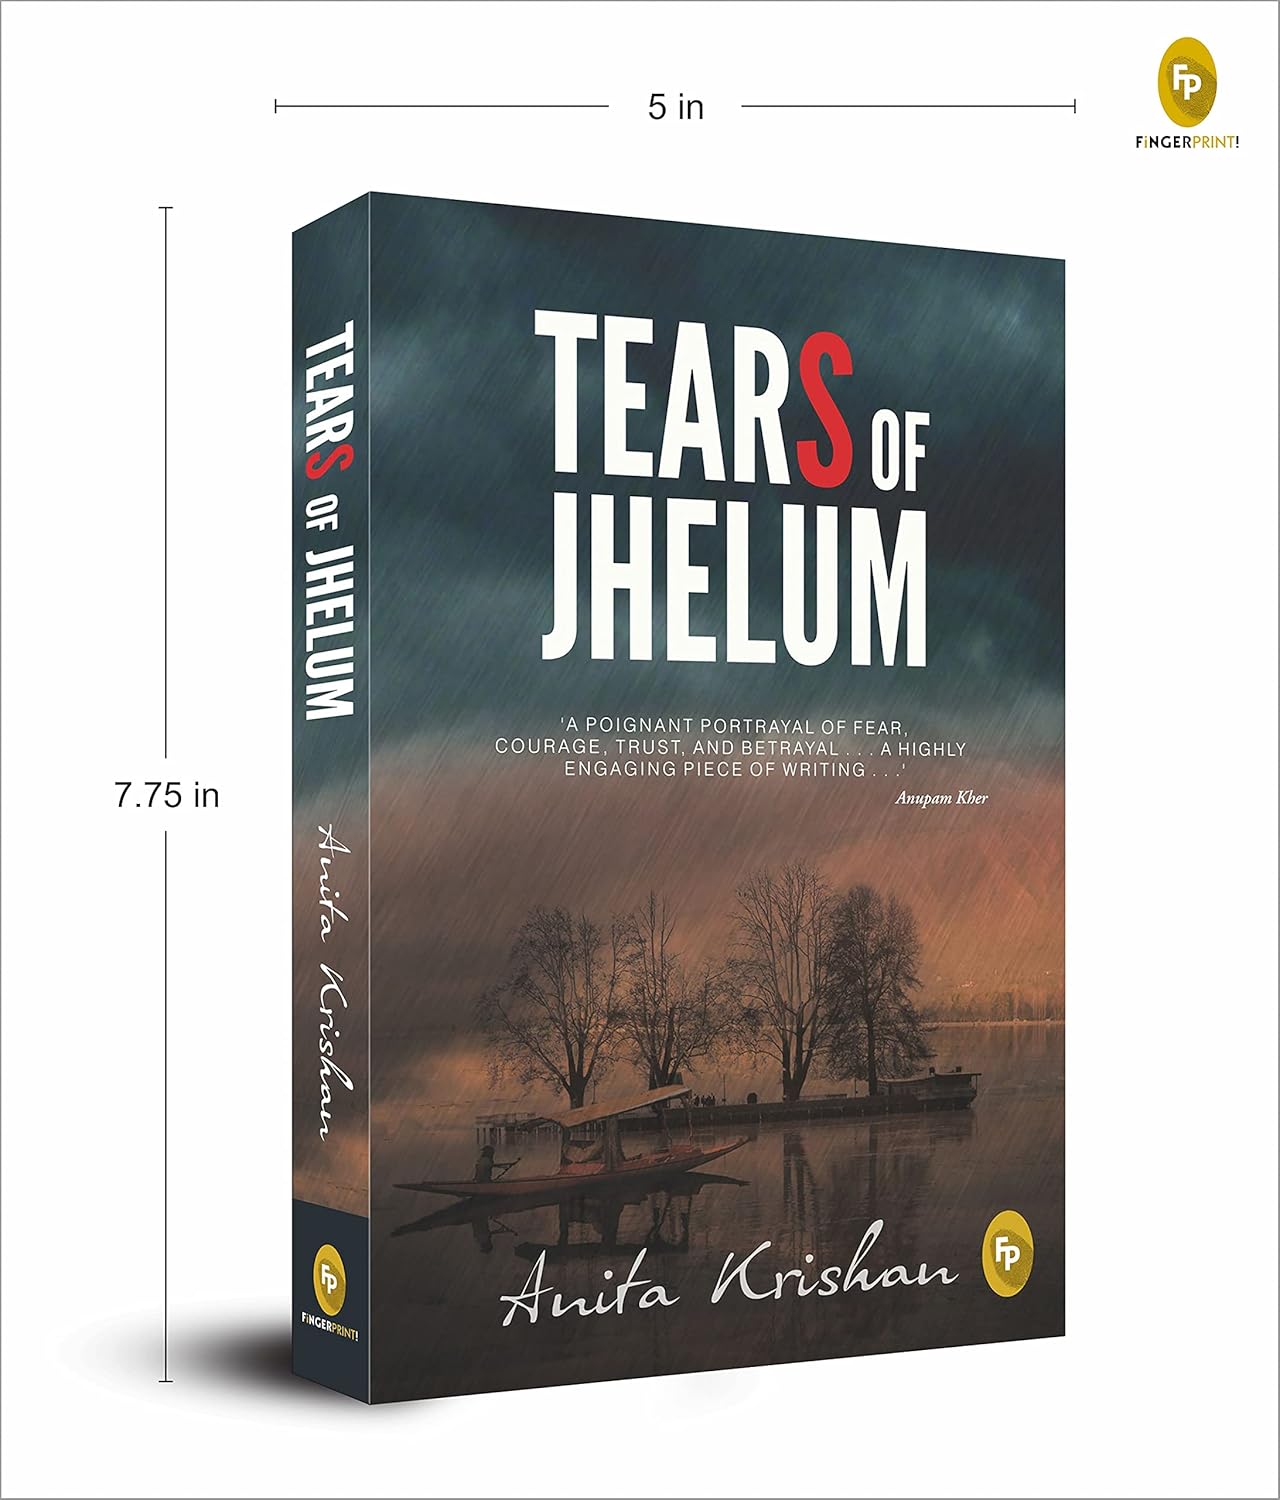 5 in
FP
FiNGERPRINT!
7.75 in
TEARS OF JHELUM
Anita Krishan
FP
FiNGERPRINT!
TEARS OF
JHELUM
'A POIGNANT PORTRAYAL OF FEAR,
COURAGE, TRUST, AND BETRAYAL . . . A HIGHLY
ENGAGING PIECE OF WRITING . . .'
Anupam Kher
Anita Krishan
FP